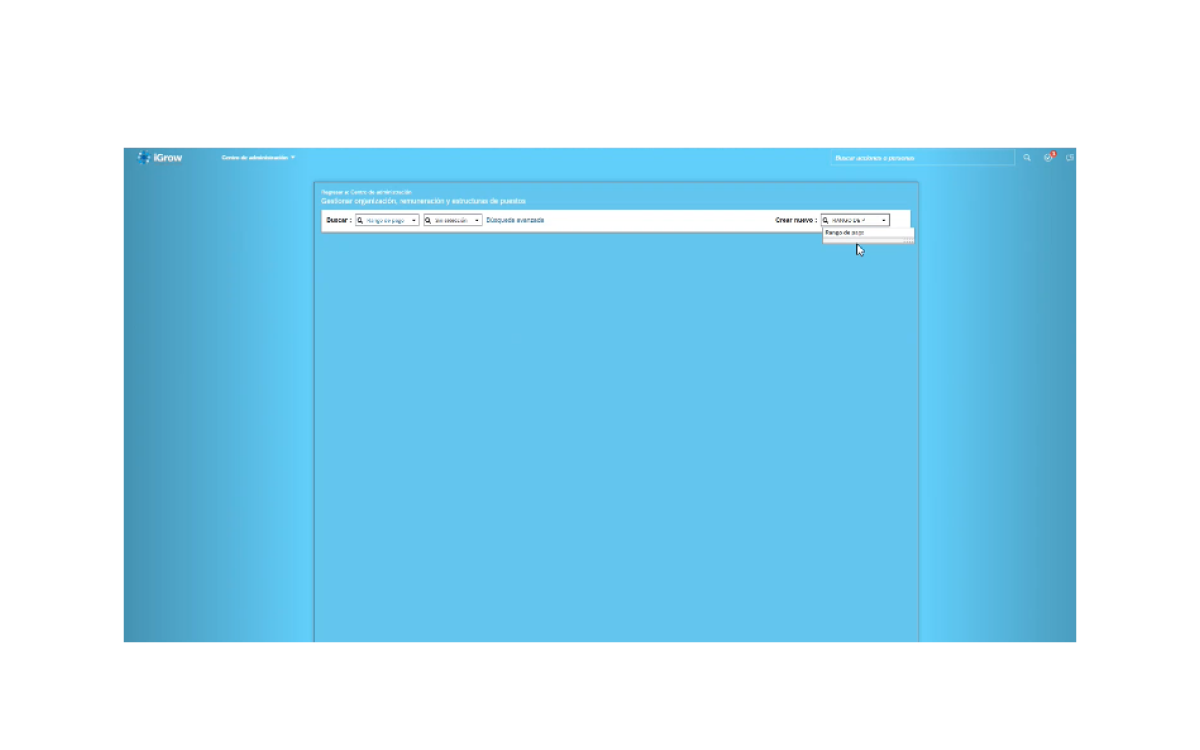 iGrow
Centro de administración
Buscar acciones o personas
Regresar a: Centro de administración
Gestionar organización, remuneración y estructuras de puestos
Buscar : Rango de pago Sin selección Búsqueda avanzada
Crear nuevo : RANGO DE P
Rango de pago